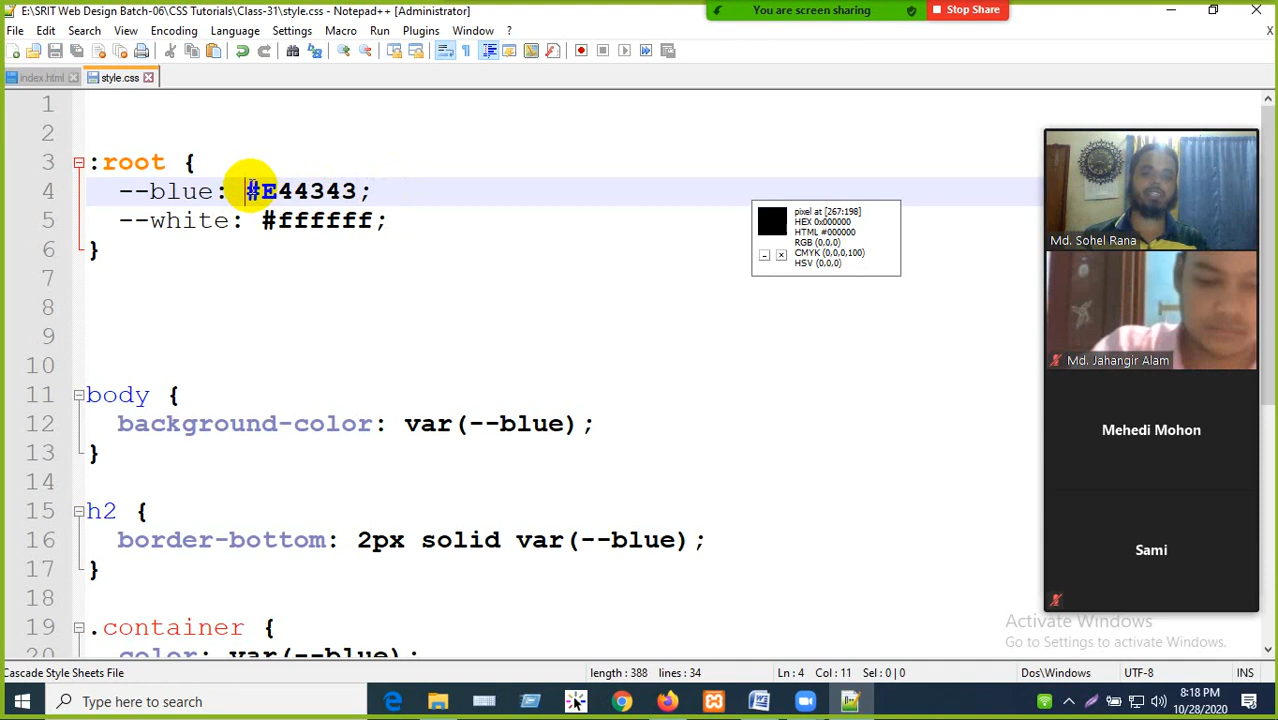 E:\SRIT Web Design Batch-06\CSS Tutorials\Class-31\style.css - Notepad++ [Administrator]
You are screen sharing
Stop Share
File Edit Search View Encoding Language Settings Macro Run Plugins Window ?
X
index.html
style.css
1
2
3 :root {
4 --blue: #E44343;
5 --white: #ffffff;
6 }
7
8
9
10
11 body {
12 background-color: var(--blue);
13 }
14
15 h2 {
16 border-bottom: 2px solid var(--blue);
17 }
18
19 .container {
20 color: var(--blue);
pixel at [267:198]
HEX 0x000000
HTML #000000
RGB (0,0,0)
CMYK (0,0,0,100)
HSV (0,0,0)
Md. Sohel Rana
Md. Jahangir Alam
Mehedi Mohon
Sami
Activate Windows
Go to Settings to activate Windows.
Cascade Style Sheets File
length : 388 lines : 34
Ln : 4 Col : 11 Sel : 0 | 0
Dos\Windows
UTF-8
INS
Type here to search
8:18 PM
10/28/2020